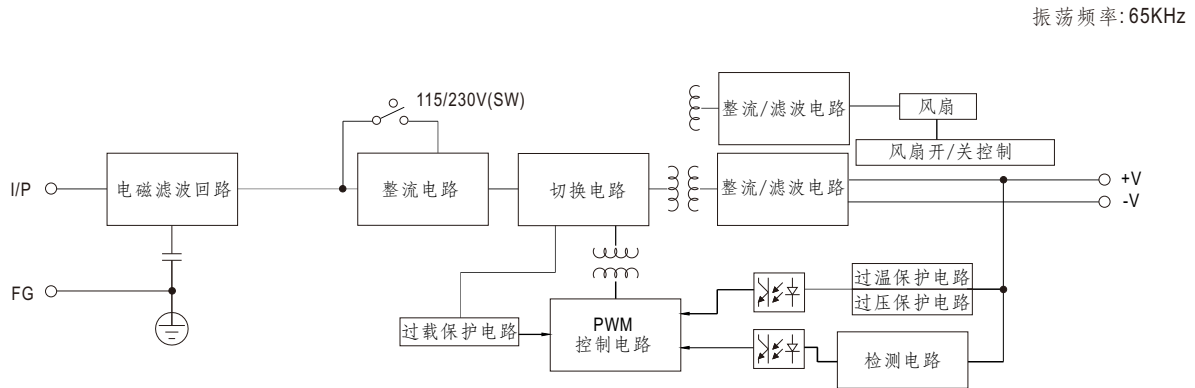 振荡频率: 65KHz
115/230V(SW)
整流/滤波电路
风扇
风扇开/关控制
I/P
电磁滤波回路
整流电路
切换电路
整流/滤波电路
+V
-V
FG
过载保护电路
PWM
控制电路
过温保护电路
过压保护电路
检测电路